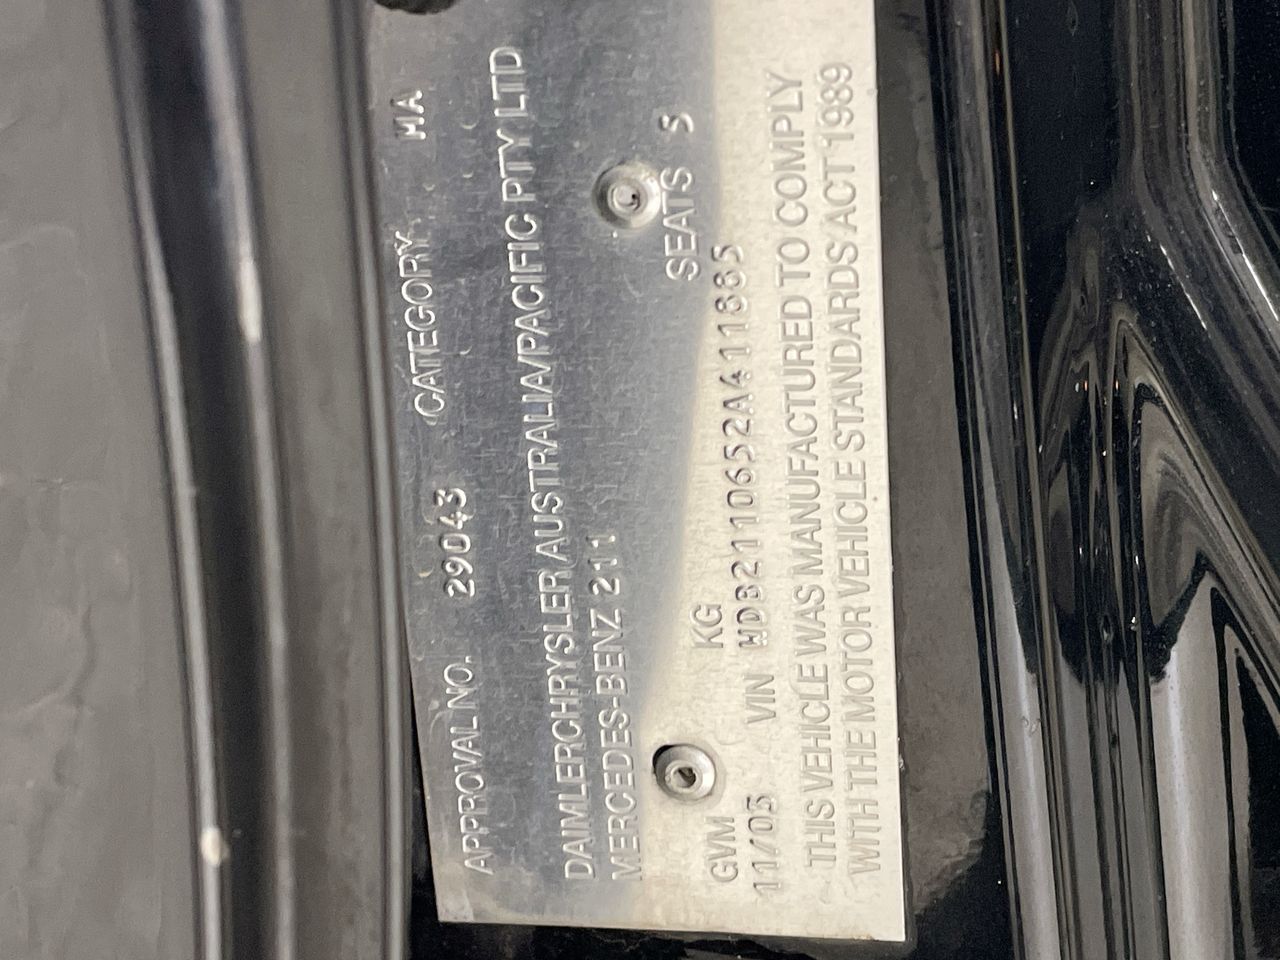 APPROVAL NO. 29043 CATEGORY MA
DAIMLERCHRYSLER AUSTRALIA/PACIFIC PTY LTD
MERCEDES-BENZ 211
SEATS 5
GVM KG
11/03 VIN WDB2110652A411885
THIS VEHICLE WAS MANUFACTURED TO COMPLY
WITH THE MOTOR VEHICLE STANDARDS ACT 1989